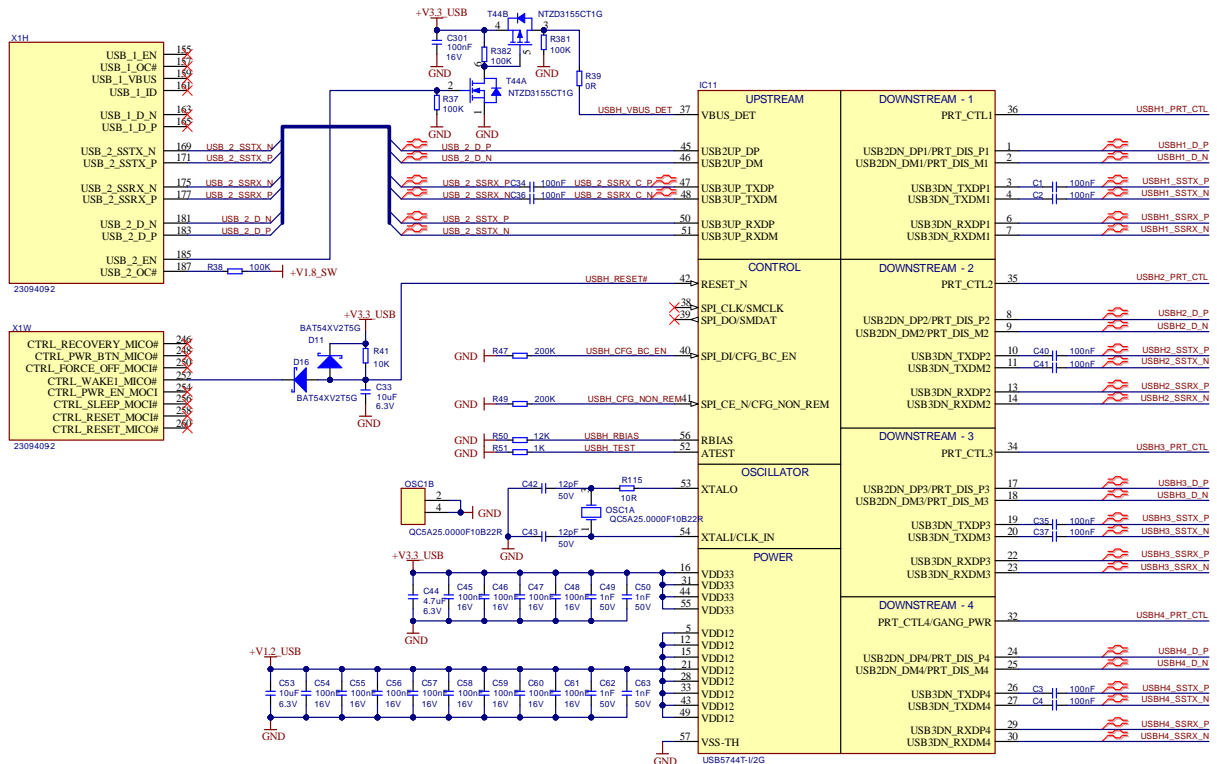 X1H
USB_1_EN 155
USB_1_OC# 157
USB_1_VBUS 159
USB_1_ID 161
USB_1_D_N 163
USB_1_D_P 165
USB_2_SSTX_N 169 USB_2_SSTX_N
USB_2_SSTX_P 171 USB_2_SSTX_P
USB_2_SSRX_N 175 USB_2_SSRX_N
USB_2_SSRX_P 177 USB_2_SSRX_P
USB_2_D_N 181 USB_2_D_N
USB_2_D_P 183 USB_2_D_P
USB_2_EN 185
USB_2_OC# 187
R38 100K +V1.8_SW
2309409-2
X1W
CTRL_RECOVERY_MICO# 246
CTRL_PWR_BTN_MICO# 248
CTRL_FORCE_OFF_MOCI# 250
CTRL_WAKE1_MICO# 252
CTRL_PWR_EN_MOCI 254
CTRL_SLEEP_MOCI# 256
CTRL_RESET_MOCI# 258
CTRL_RESET_MICO# 260
2309409-2
+V3.3_USB
C301
100nF
16V
GND
T44B NTZD3155CT1G
4 3
5
R382
100K
R381
100K
GND
6
T44A
NTZD3155CT1G
2
1
R37
100K
GND
GND
R39
0R
+V3.3_USB
BAT54XV2T5G
D11
R41
10K
D16
BAT54XV2T5G
C33
10uF
6.3V
GND
IC11
UPSTREAM
USBH_VBUS_DET 37 VBUS_DET
USB_2_D_P 45 USB2UP_DP
USB_2_D_N 46 USB2UP_DM
USB_2_SSRX_P C34 100nF USB_2_SSRX_C_P 47 USB3UP_TXDP
USB_2_SSRX_N C36 100nF USB_2_SSRX_C_N 48 USB3UP_TXDM
USB_2_SSTX_P 50 USB3UP_RXDP
USB_2_SSTX_N 51 USB3UP_RXDM
CONTROL
USBH_RESET# 42 RESET_N
38 SPI_CLK/SMCLK
39 SPI_DO/SMDAT
GND R47 200K USBH_CFG_BC_EN 40 SPI_DI/CFG_BC_EN
GND R49 200K USBH_CFG_NON_REM 41 SPI_CE_N/CFG_NON_REM
R50 12K USBH_RBIAS 56 RBIAS
GND R51 1K USBH_TEST 52 ATEST
OSCILLATOR
C42 12pF
50V
R115
10R
53 XTALO
OSC1A
QC5A25.0000F10B22R
1
C43 12pF
50V
54 XTALI/CLK_IN
GND
OSC1B
2
4
GND
QC5A25.0000F10B22R
POWER
+V3.3_USB
C44
4.7uF
6.3V
C45
100nF
16V
C46
100nF
16V
C47
100nF
16V
C48
100nF
16V
C49
1nF
50V
C50
1nF
50V
GND
16 VDD33
31 VDD33
44 VDD33
55 VDD33
+V1.2_USB
C53
10uF
6.3V
C54
100nF
16V
C55
100nF
16V
C56
100nF
16V
C57
100nF
16V
C58
100nF
16V
C59
100nF
16V
C60
100nF
16V
C61
100nF
16V
C62
1nF
50V
C63
1nF
50V
GND
5 VDD12
12 VDD12
15 VDD12
21 VDD12
28 VDD12
33 VDD12
43 VDD12
49 VDD12
57 VSS-TH
GND
USB5744T-I/2G
DOWNSTREAM - 1
PRT_CTL1 36 USBH1_PRT_CTL
USB2DN_DP1/PRT_DIS_P1 1 USBH1_D_P
USB2DN_DM1/PRT_DIS_M1 2 USBH1_D_N
USB3DN_TXDP1 3 C1 100nF USBH1_SSTX_P
USB3DN_TXDM1 4 C2 100nF USBH1_SSTX_N
USB3DN_RXDP1 6 USBH1_SSRX_P
USB3DN_RXDM1 7 USBH1_SSRX_N
DOWNSTREAM - 2
PRT_CTL2 35 USBH2_PRT_CTL
USB2DN_DP2/PRT_DIS_P2 8 USBH2_D_P
USB2DN_DM2/PRT_DIS_M2 9 USBH2_D_N
USB3DN_TXDP2 10 C40 100nF USBH2_SSTX_P
USB3DN_TXDM2 11 C41 100nF USBH2_SSTX_N
USB3DN_RXDP2 13 USBH2_SSRX_P
USB3DN_RXDM2 14 USBH2_SSRX_N
DOWNSTREAM - 3
PRT_CTL3 34 USBH3_PRT_CTL
USB2DN_DP3/PRT_DIS_P3 17 USBH3_D_P
USB2DN_DM3/PRT_DIS_M3 18 USBH3_D_N
USB3DN_TXDP3 19 C35 100nF USBH3_SSTX_P
USB3DN_TXDM3 20 C37 100nF USBH3_SSTX_N
USB3DN_RXDP3 22 USBH3_SSRX_P
USB3DN_RXDM3 23 USBH3_SSRX_N
DOWNSTREAM - 4
PRT_CTL4/GANG_PWR 32 USBH4_PRT_CTL
USB2DN_DP4/PRT_DIS_P4 24 USBH4_D_P
USB2DN_DM4/PRT_DIS_M4 25 USBH4_D_N
USB3DN_TXDP4 26 C3 100nF USBH4_SSTX_P
USB3DN_TXDM4 27 C4 100nF USBH4_SSTX_N
USB3DN_RXDP4 29 USBH4_SSRX_P
USB3DN_RXDM4 30 USBH4_SSRX_N